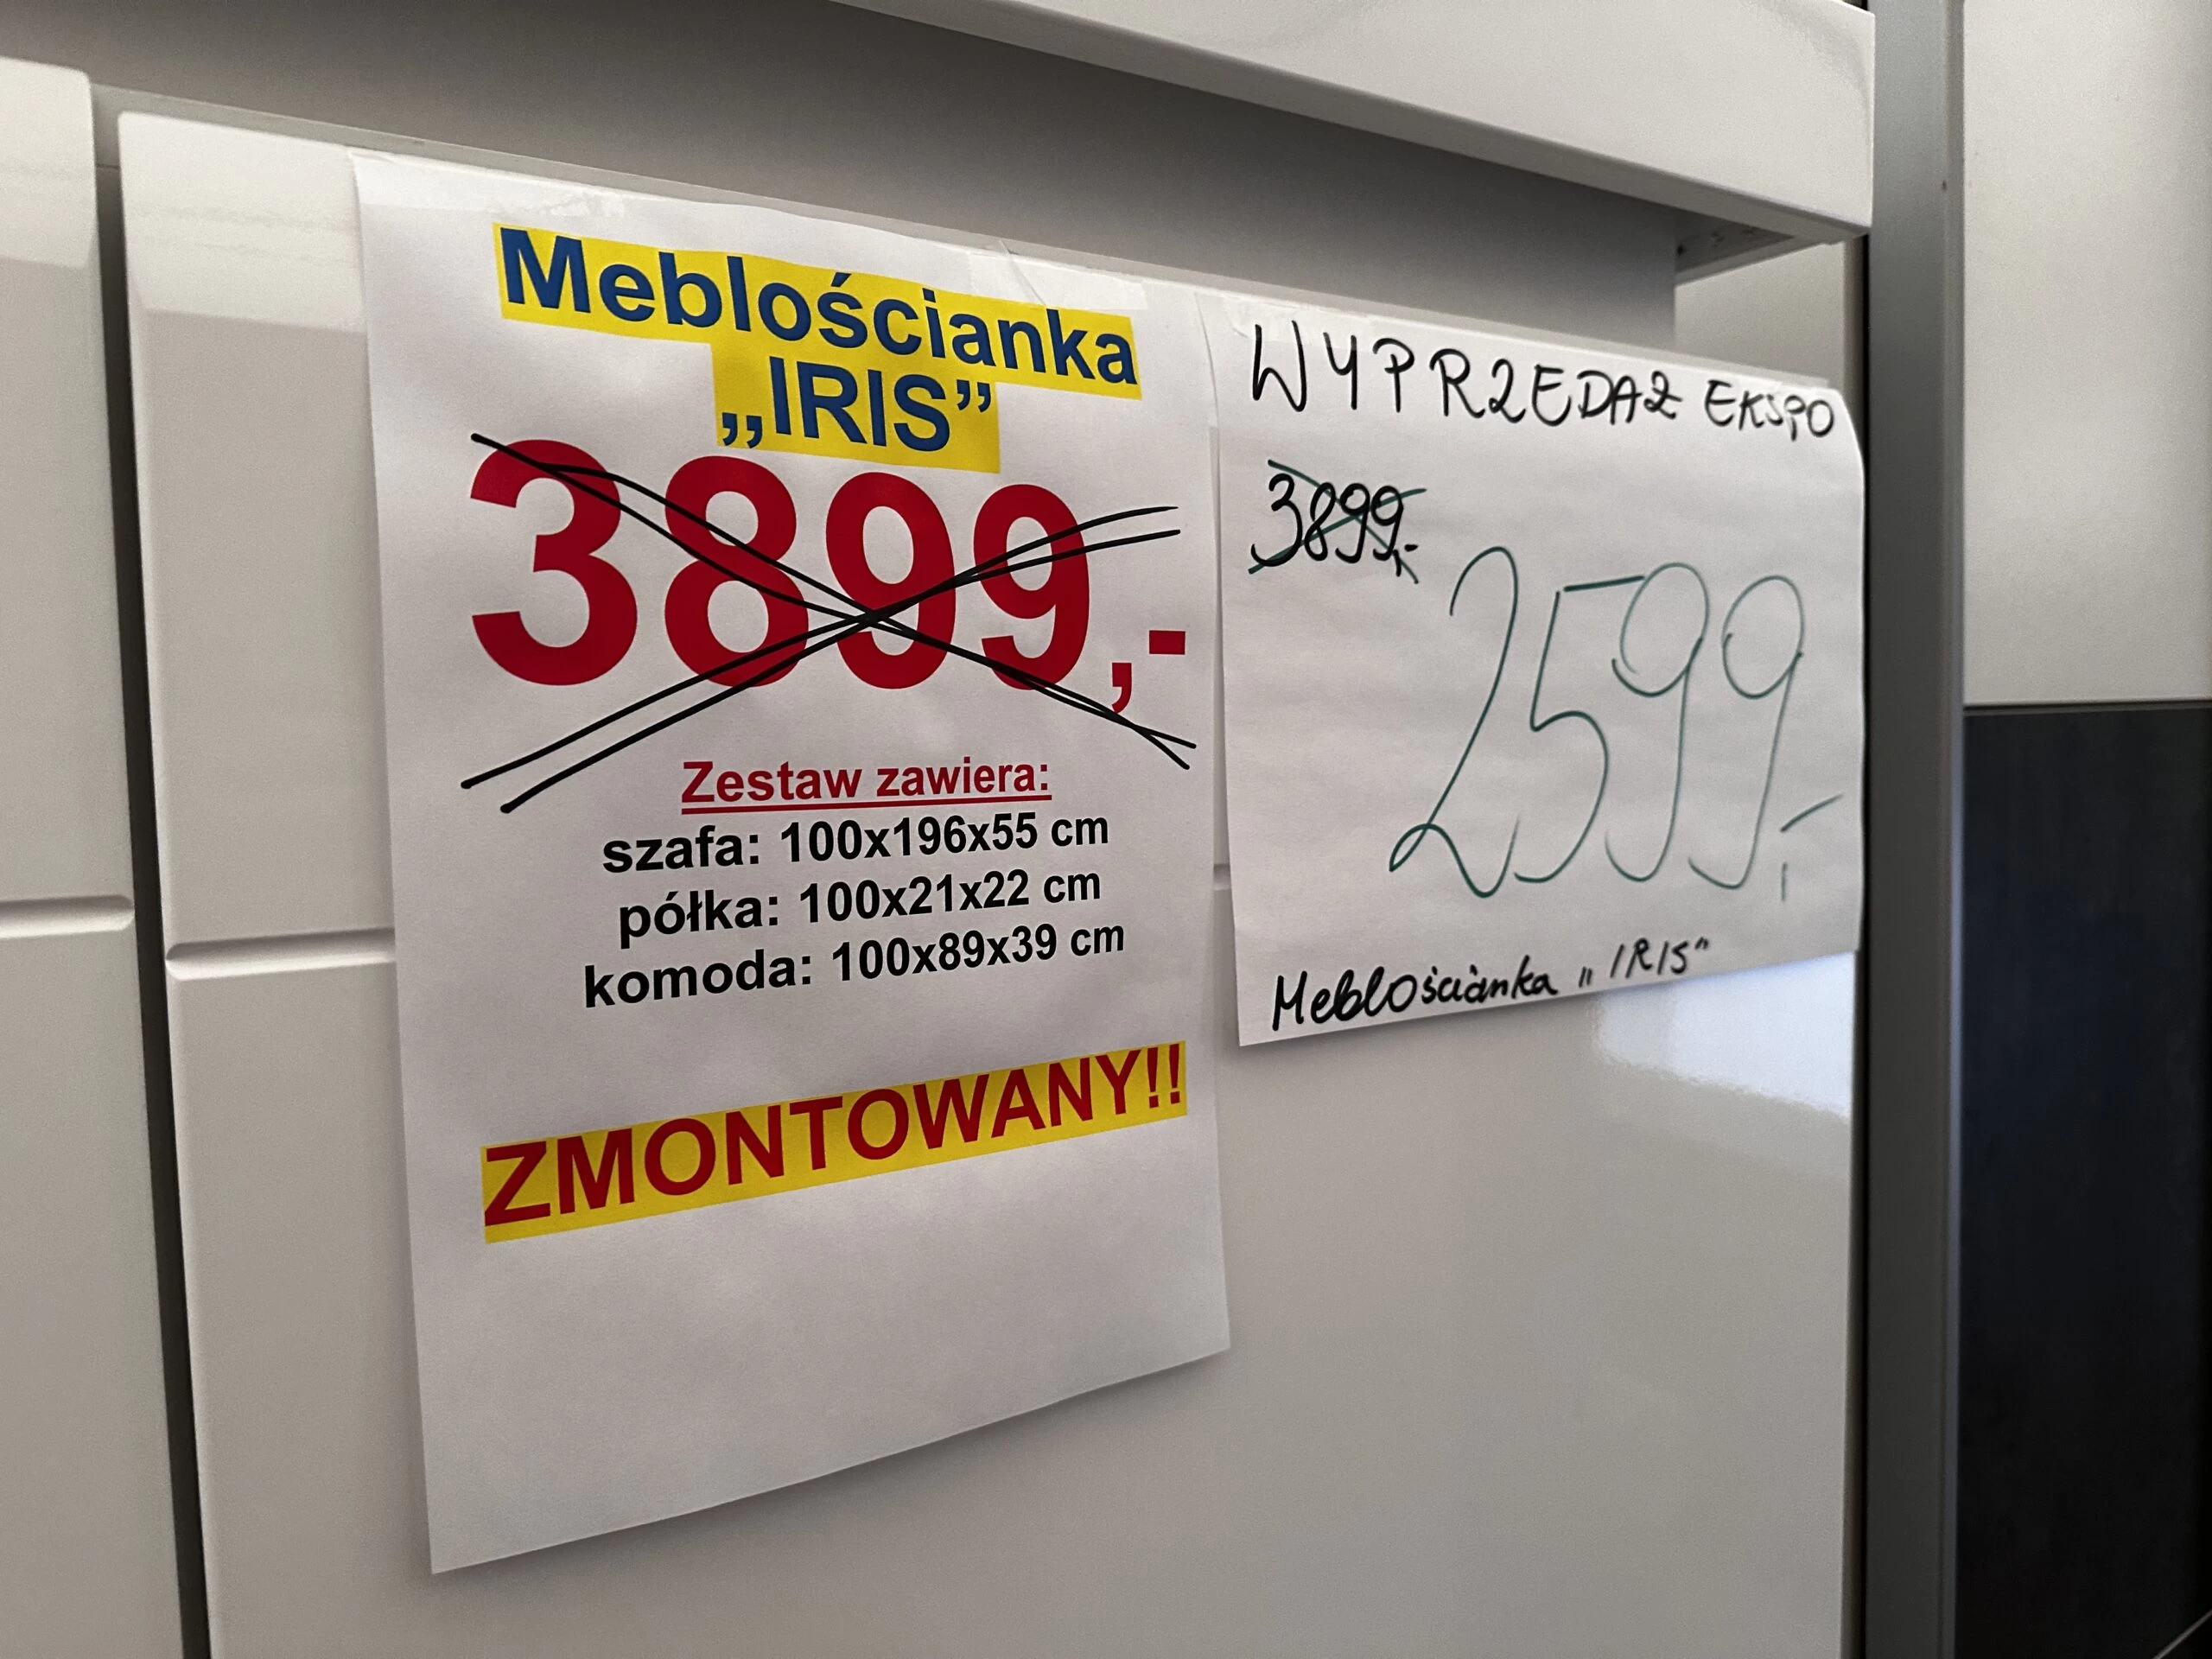 Meblościanka
„IRIS”
3899,-
Zestaw zawiera:
szafa: 100x196x55 cm
półka: 100x21x22 cm
komoda: 100x89x39 cm
ZMONTOWANY!!
WYPRZEDAŻ EKSPO
3899,-
2599,-
Meblościanka „IRIS”